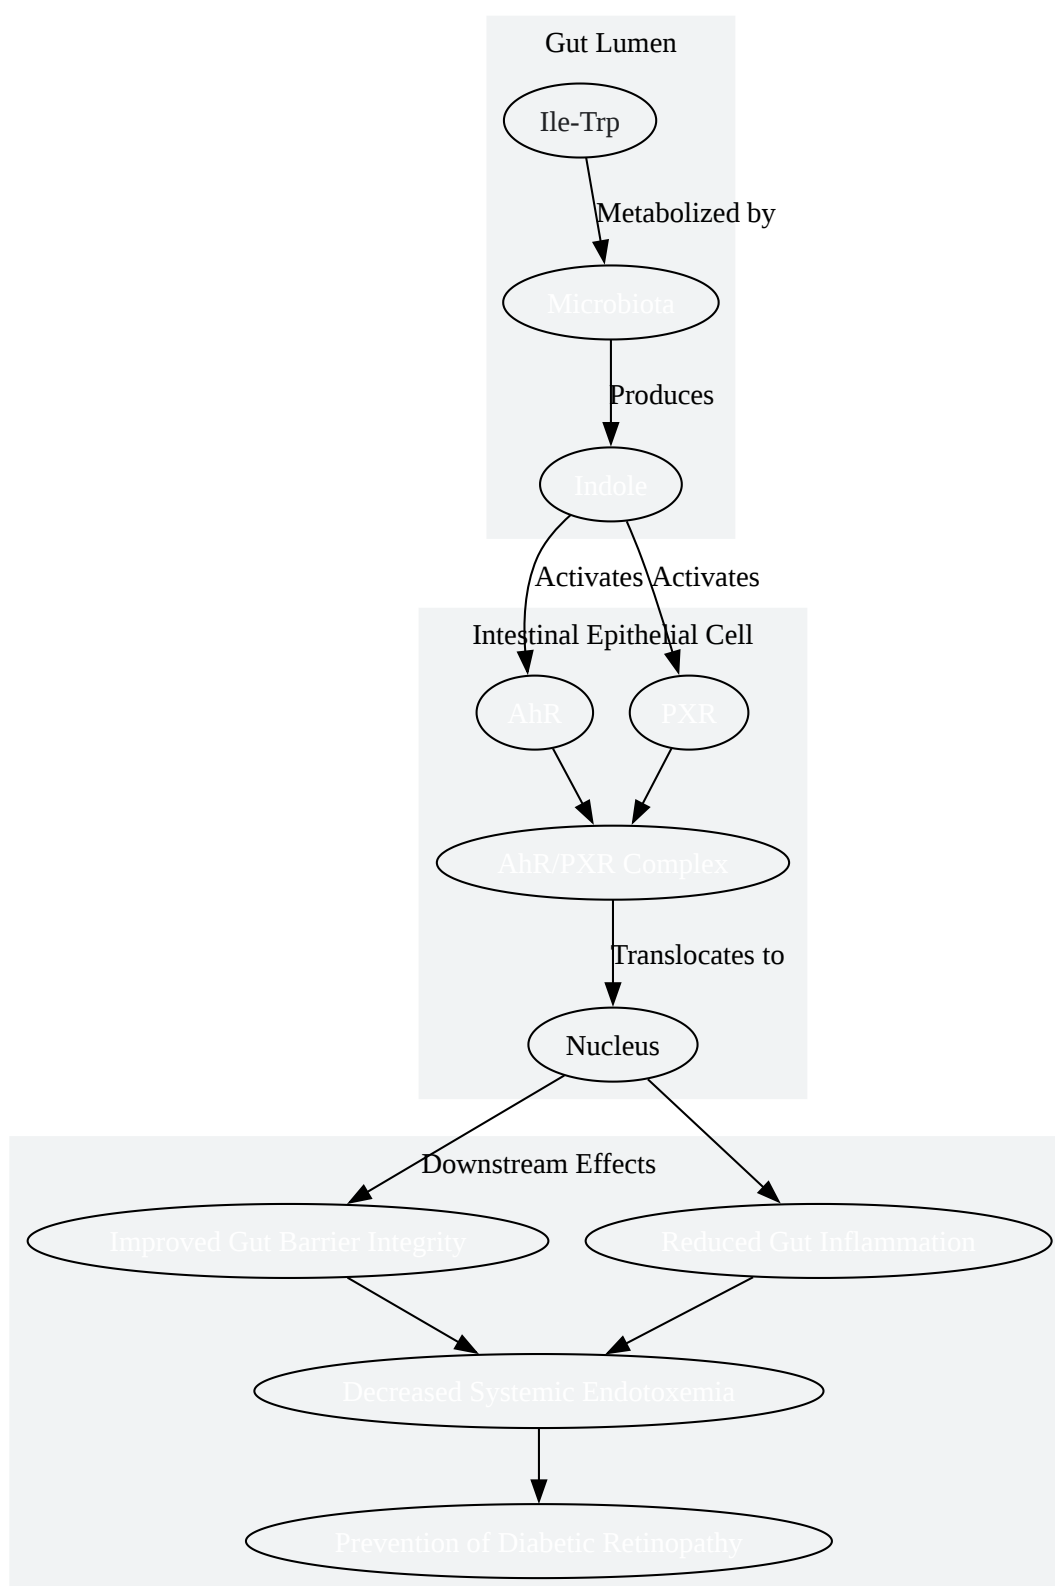 Gut Lumen
Ile-Trp
Metabolized by
Microbiota
Produces
Indole
Activates
Activates
Intestinal Epithelial Cell
AhR
PXR
AhR/PXR Complex
Translocates to
Nucleus
Downstream Effects
Improved Gut Barrier Integrity
Reduced Gut Inflammation
Decreased Systemic Endotoxemia
Prevention of Diabetic Retinopathy